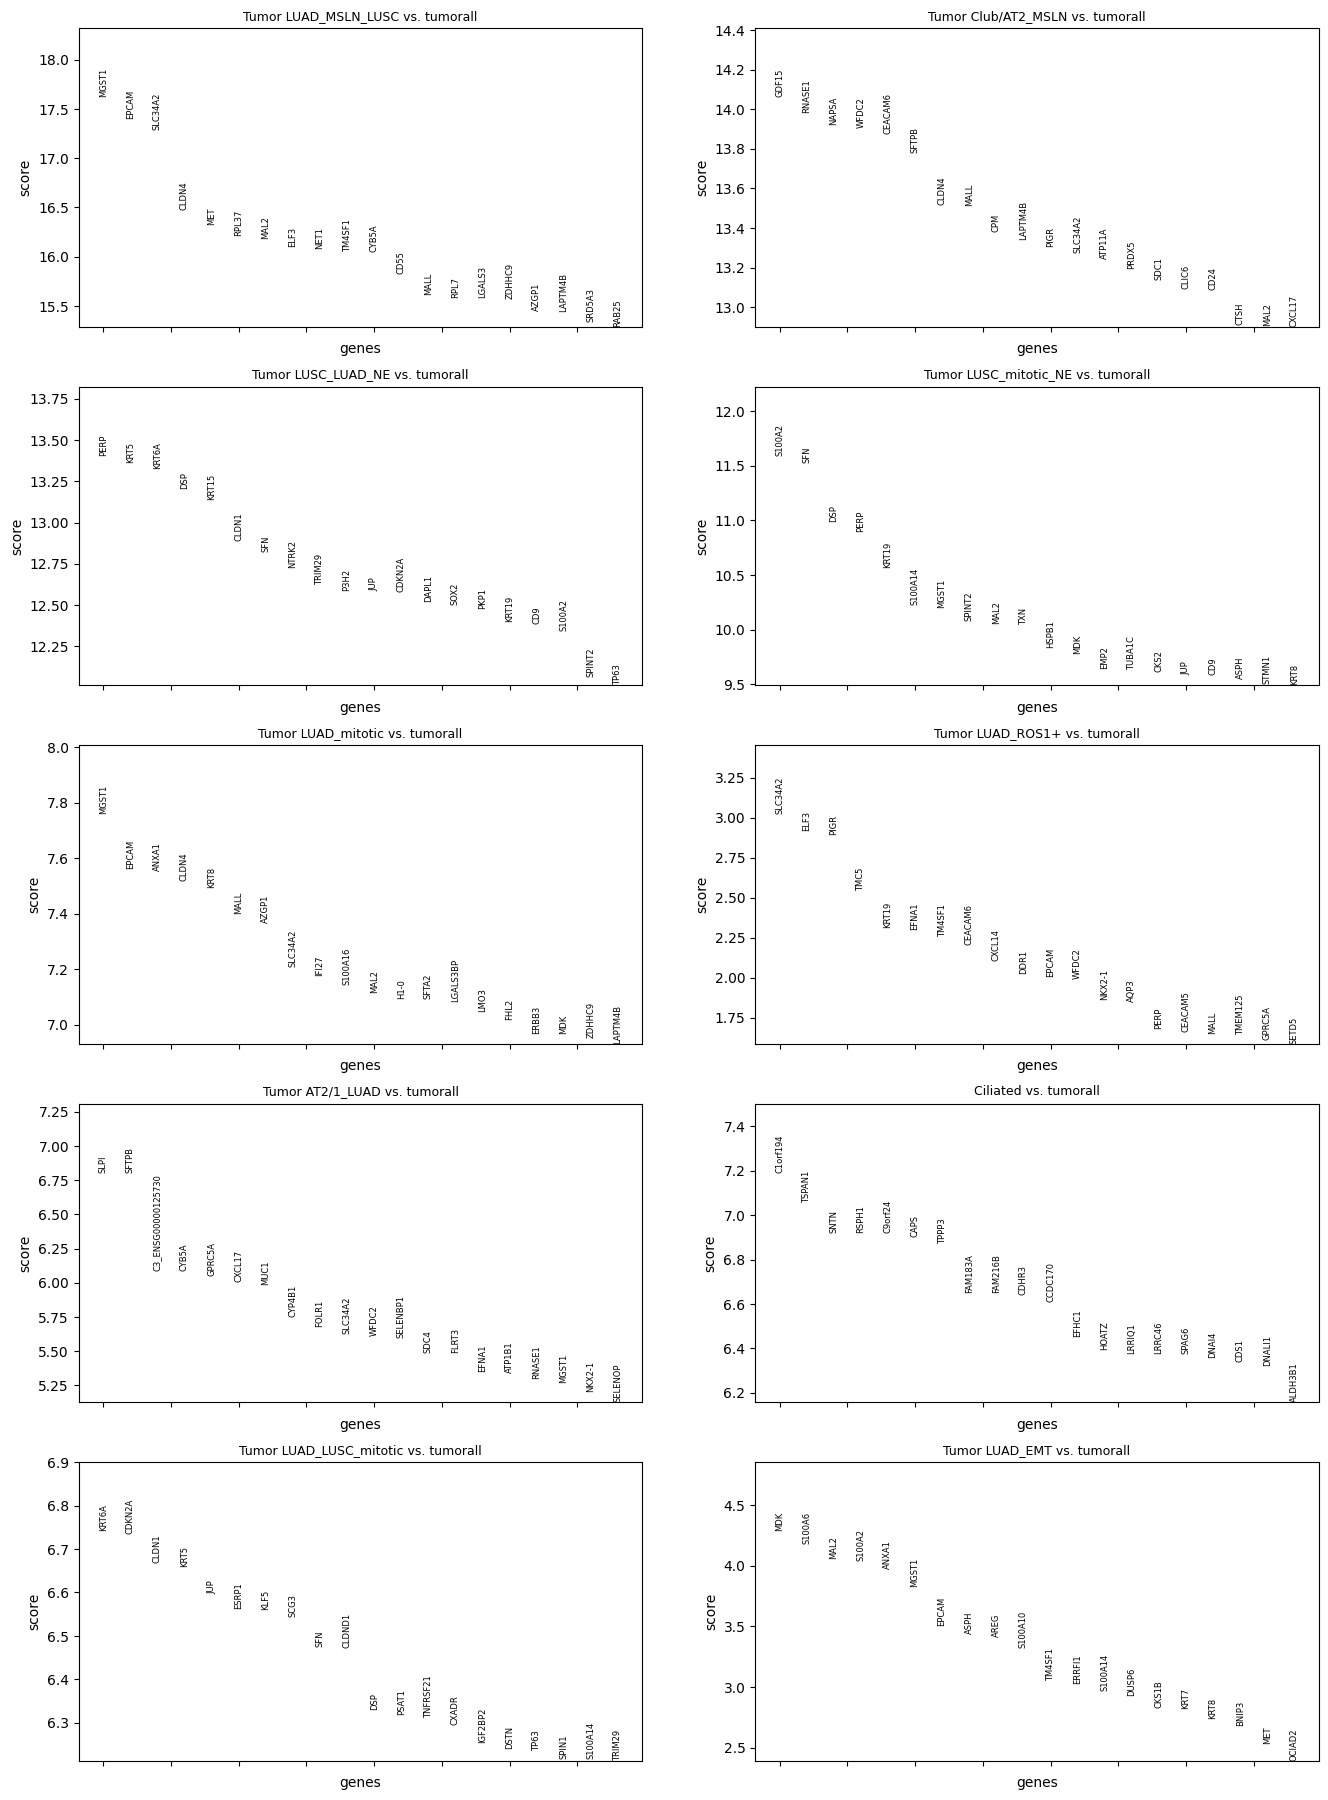 Tumor LUAD_MSLN_LUSC vs. tumorall
18.0
17.5
17.0
16.5
16.0
15.5
score
MGST1
EPCAM
SLC34A2
CLDN4
MET
RPL37
MAL2
ELF3
NET1
TM4SF1
CYB5A
CD55
MALL
RPL7
LGALS3
ZDHHC9
AZGP1
LAPTM4B
SRD5A3
RAB25
genes
Tumor Club/AT2_MSLN vs. tumorall
14.4
14.2
14.0
13.8
13.6
13.4
13.2
13.0
score
GDF15
RNASE1
NAPSA
WFDC2
CEACAM6
SFTPB
CLDN4
MALL
CPM
LAPTM4B
PIGR
SLC34A2
ATP11A
PRDX5
SDC1
CLIC6
CD24
CTSH
MAL2
CXCL17
genes
Tumor LUSC_LUAD_NE vs. tumorall
13.75
13.50
13.25
13.00
12.75
12.50
12.25
score
PERP
KRT5
KRT6A
DSP
KRT15
CLDN1
SFN
NTRK2
TRIM29
P3H2
JUP
CDKN2A
DAPL1
SOX2
PKP1
KRT19
CD9
S100A2
SPINT2
TP63
genes
Tumor LUSC_mitotic_NE vs. tumorall
12.0
11.5
11.0
10.5
10.0
9.5
score
S100A2
SFN
DSP
PERP
KRT19
S100A14
MGST1
SPINT2
MAL2
TXN
HSPB1
MDK
EMP2
TUBA1C
CKS2
JUP
CD9
ASPH
STMN1
KRT8
genes
Tumor LUAD_mitotic vs. tumorall
8.0
7.8
7.6
7.4
7.2
7.0
score
MGST1
EPCAM
ANXA1
CLDN4
KRT8
MALL
AZGP1
SLC34A2
IFI27
S100A16
MAL2
H1-0
SFTA2
LGALS3BP
LMO3
FHL2
ERBB3
MDK
ZDHHC9
LAPTM4B
genes
Tumor LUAD_ROS1+ vs. tumorall
3.25
3.00
2.75
2.50
2.25
2.00
1.75
score
SLC34A2
ELF3
PIGR
TMC5
KRT19
EFNA1
TM4SF1
CEACAM6
CXCL14
DDR1
EPCAM
WFDC2
NKX2-1
AQP3
PERP
CEACAM5
MALL
TMEM125
GPRC5A
SETD5
genes
Tumor AT2/1_LUAD vs. tumorall
7.25
7.00
6.75
6.50
6.25
6.00
5.75
5.50
5.25
score
SLPI
SFTPB
C3_ENSG00000125730
CYB5A
GPRC5A
CXCL17
MUC1
CYP4B1
FOLR1
SLC34A2
WFDC2
SELENBP1
SDC4
FLRT3
EFNA1
ATP1B1
RNASE1
MGST1
NKX2-1
SELENOP
genes
Ciliated vs. tumorall
7.4
7.2
7.0
6.8
6.6
6.4
6.2
score
C1orf194
TSPAN1
SNTN
RSPH1
C9orf24
CAPS
TPPP3
FAM183A
FAM216B
CDHR3
CCDC170
EFHC1
HOATZ
LRRIQ1
LRRC46
SPAG6
DNAI4
CDS1
DNALI1
ALDH3B1
genes
Tumor LUAD_LUSC_mitotic vs. tumorall
6.9
6.8
6.7
6.6
6.5
6.4
6.3
score
KRT6A
CDKN2A
CLDN1
KRT5
JUP
ESRP1
KLF5
SCG3
SFN
CLDND1
DSP
PSAT1
TNFRSF21
CXADR
IGF2BP2
DSTN
TP63
SPIN1
S100A14
TRIM29
genes
Tumor LUAD_EMT vs. tumorall
4.5
4.0
3.5
3.0
2.5
score
MDK
S100A6
MAL2
S100A2
ANXA1
MGST1
EPCAM
ASPH
AREG
S100A10
TM4SF1
ERRFI1
S100A14
DUSP6
CKS1B
KRT7
KRT8
BNIP3
MET
OCIAD2
genes